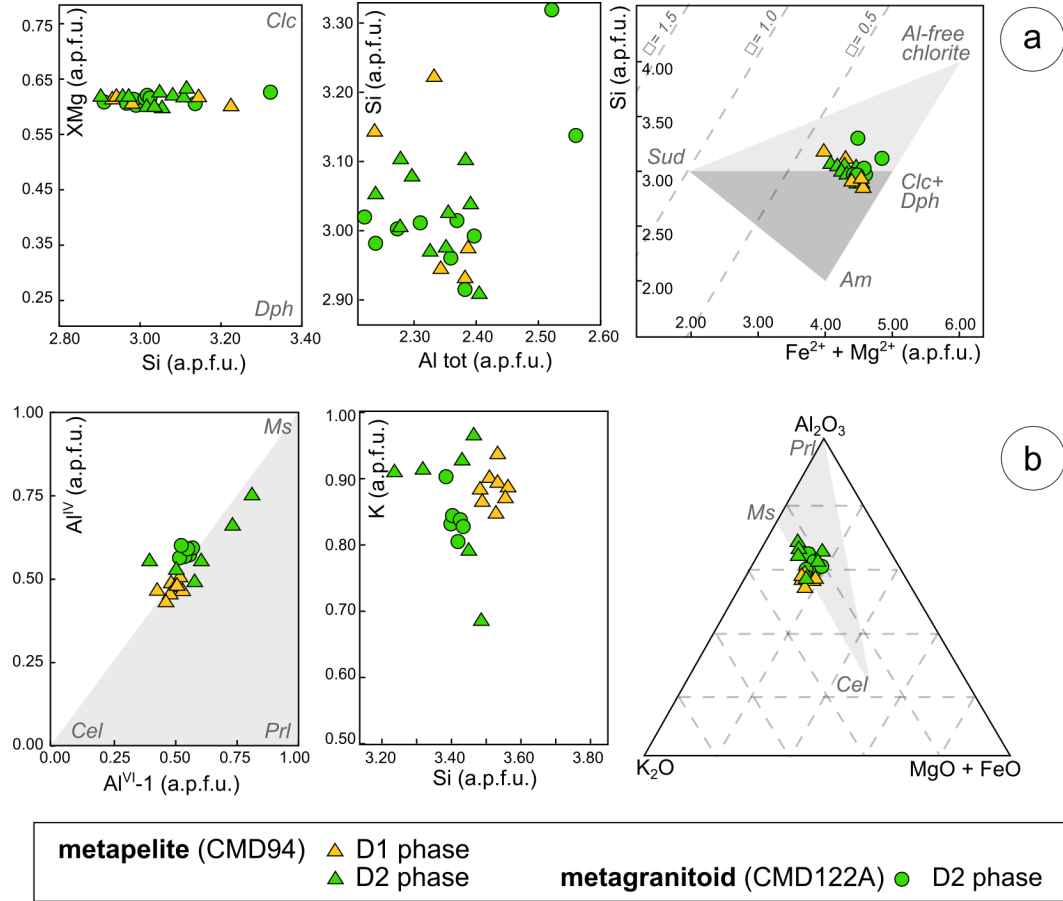 a
XMg (a.p.f.u.)
0.75
0.65
0.55
0.45
0.35
0.25
Clc
Dph
2.80
3.00
3.20
3.40
Si (a.p.f.u.)
Si (a.p.f.u.)
3.30
3.20
3.10
3.00
2.90
2.30
2.40
2.50
2.60
Al tot (a.p.f.u.)
Si (a.p.f.u.)
□= 1.5
□= 1.0
□= 0.5
Al-free
chlorite
4.00
3.50
3.00
2.50
2.00
Sud
Clc+
Dph
Am
2.00
4.00
5.00
6.00
Fe²⁺ + Mg²⁺ (a.p.f.u.)
b
Al^IV (a.p.f.u.)
1.00
0.75
0.50
0.25
0.00
Ms
Cel
Prl
0.00
0.25
0.50
0.75
1.00
Al^VI-1 (a.p.f.u.)
K (a.p.f.u.)
1.00
0.90
0.80
0.70
0.60
0.50
3.20
3.40
3.60
3.80
Si (a.p.f.u.)
Al₂O₃
Prl
Ms
Cel
K₂O
MgO + FeO
metapelite (CMD94)
D1 phase
D2 phase
metagranitoid (CMD122A)
D2 phase